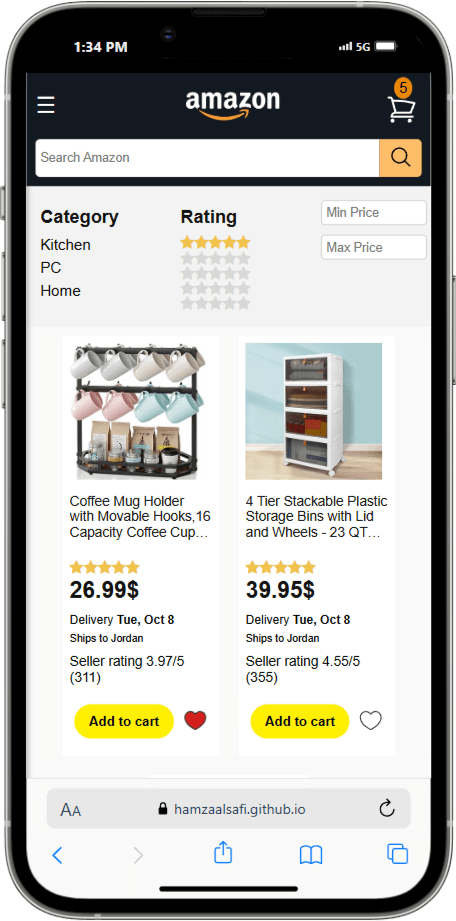 1:34 PM
5G
5
amazon
Search Amazon
Category
Kitchen
PC
Home
Rating
Min Price
Max Price
Coffee Mug Holder
with Movable Hooks,16
Capacity Coffee Cup...
26.99$
Delivery Tue, Oct 8
Ships to Jordan
Seller rating 3.97/5
(311)
Add to cart
4 Tier Stackable Plastic
Storage Bins with Lid
and Wheels - 23 QT...
39.95$
Delivery Tue, Oct 8
Ships to Jordan
Seller rating 4.55/5
(355)
Add to cart
AA
hamzaalsafi.github.io